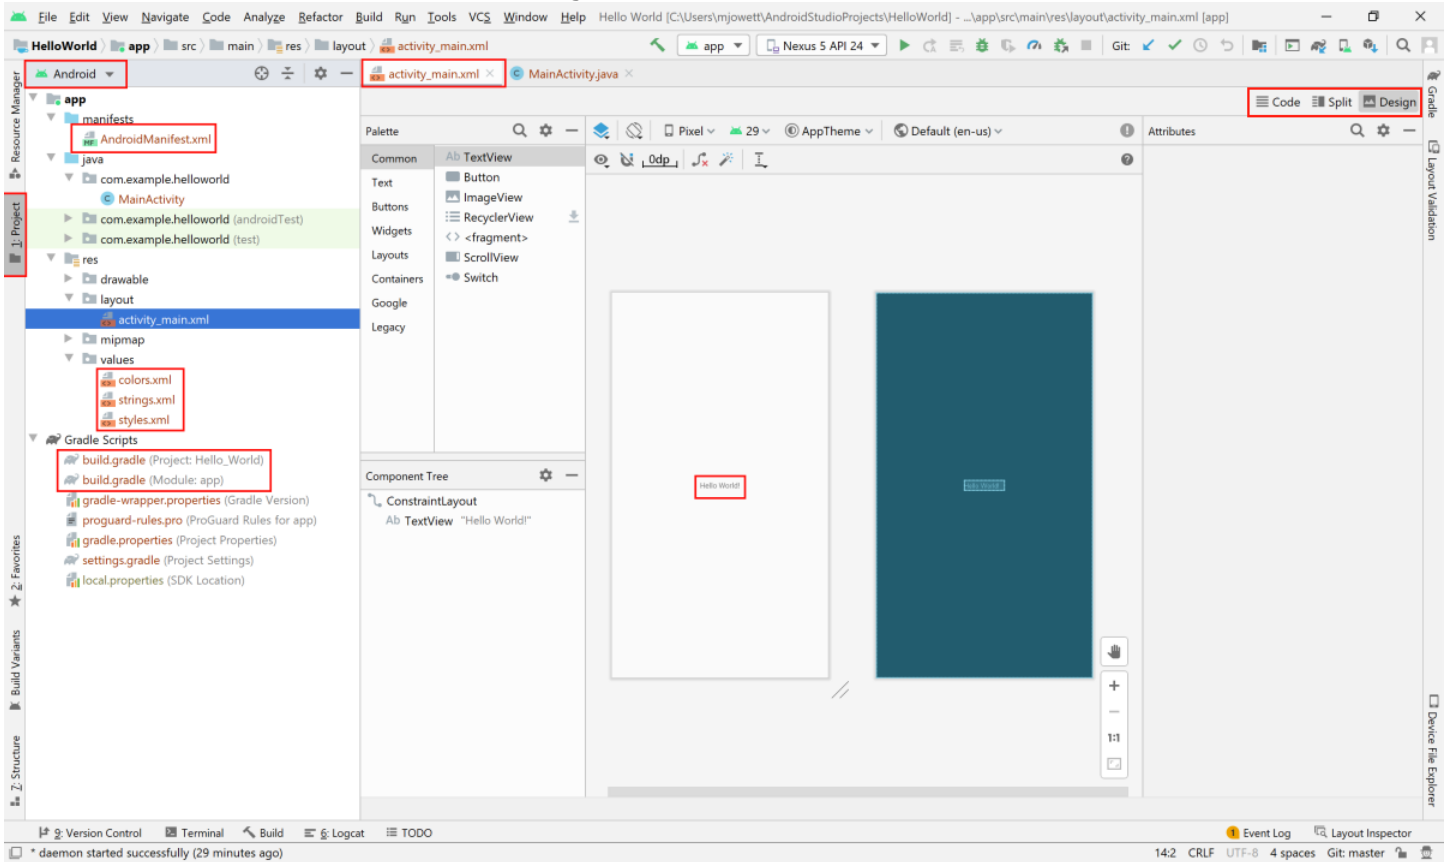 File Edit View Navigate Code Analyze Refactor Build Run Tools VCS Window Help Hello World [C:\Users\mjowett\AndroidStudioProjects\HelloWorld] - ...\app\src\main\res\layout\activity_main.xml [app]
HelloWorld app src main res layout activity_main.xml app Nexus 5 API 24 Git:
Android activity_main.xml MainActivity.java
Code Split Design
Resource Manager
1: Project
2: Favorites
Build Variants
7: Structure
app
manifests
AndroidManifest.xml
java
com.example.helloworld
MainActivity
com.example.helloworld (androidTest)
com.example.helloworld (test)
res
drawable
layout
activity_main.xml
mipmap
values
colors.xml
strings.xml
styles.xml
Gradle Scripts
build.gradle (Project: Hello_World)
build.gradle (Module: app)
gradle-wrapper.properties (Gradle Version)
proguard-rules.pro (ProGuard Rules for app)
gradle.properties (Project Properties)
settings.gradle (Project Settings)
local.properties (SDK Location)
Palette
Common
Text
Buttons
Widgets
Layouts
Containers
Google
Legacy
Ab TextView
Button
ImageView
RecyclerView
<fragment>
ScrollView
Switch
Component Tree
ConstraintLayout
Ab TextView "Hello World!"
Pixel 29 AppTheme Default (en-us)
0dp
Hello World!
Hello World!
1:1
Attributes
Gradle
Layout Validation
Device File Explorer
9: Version Control Terminal Build 6: Logcat TODO 1 Event Log Layout Inspector
* daemon started successfully (29 minutes ago) 14:2 CRLF UTF-8 4 spaces Git: master